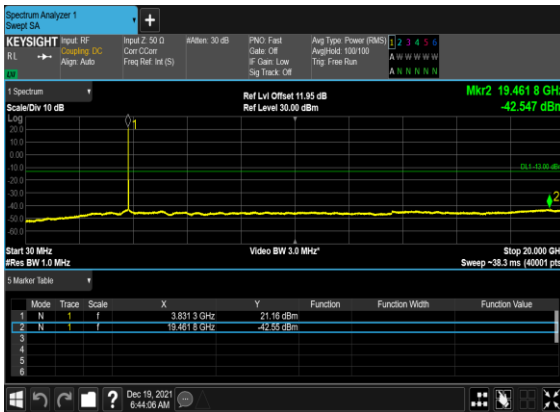 Spectrum Analyzer 1
Swept SA
KEYSIGHT Input: RF Input Z: 50 Ω #Atten: 30 dB PNO: Fast Avg Type: Power (RMS) 1 2 3 4 5 6
RL Coupling: DC Corr CCorr Gate: Off Avg|Hold: 100/100 A W W W W W
Align: Auto Freq Ref: Int (S) IF Gain: Low Trig: Free Run
Sig Track: Off A N N N N N
1 Spectrum Ref Lvl Offset 11.95 dB Mkr2 19.461 8 GHz
Scale/Div 10 dB Ref Level 30.00 dBm -42.547 dBm
Log
1
20.0
10.0
0.00
-10.0
DL1 -13.00 dBm
-20.0
-30.0
2
-40.0
-50.0
-60.0
Start 30 MHz Video BW 3.0 MHz* Stop 20.000 GHz
#Res BW 1.0 MHz Sweep ~38.3 ms (40001 pts)
5 Marker Table
Mode Trace Scale X Y Function Function Width Function Value
1 N 1 f 3.831 3 GHz 21.16 dBm
2 N 1 f 19.461 8 GHz -42.55 dBm
3
4
5
6
? Dec 19, 2021
6:44:06 AM